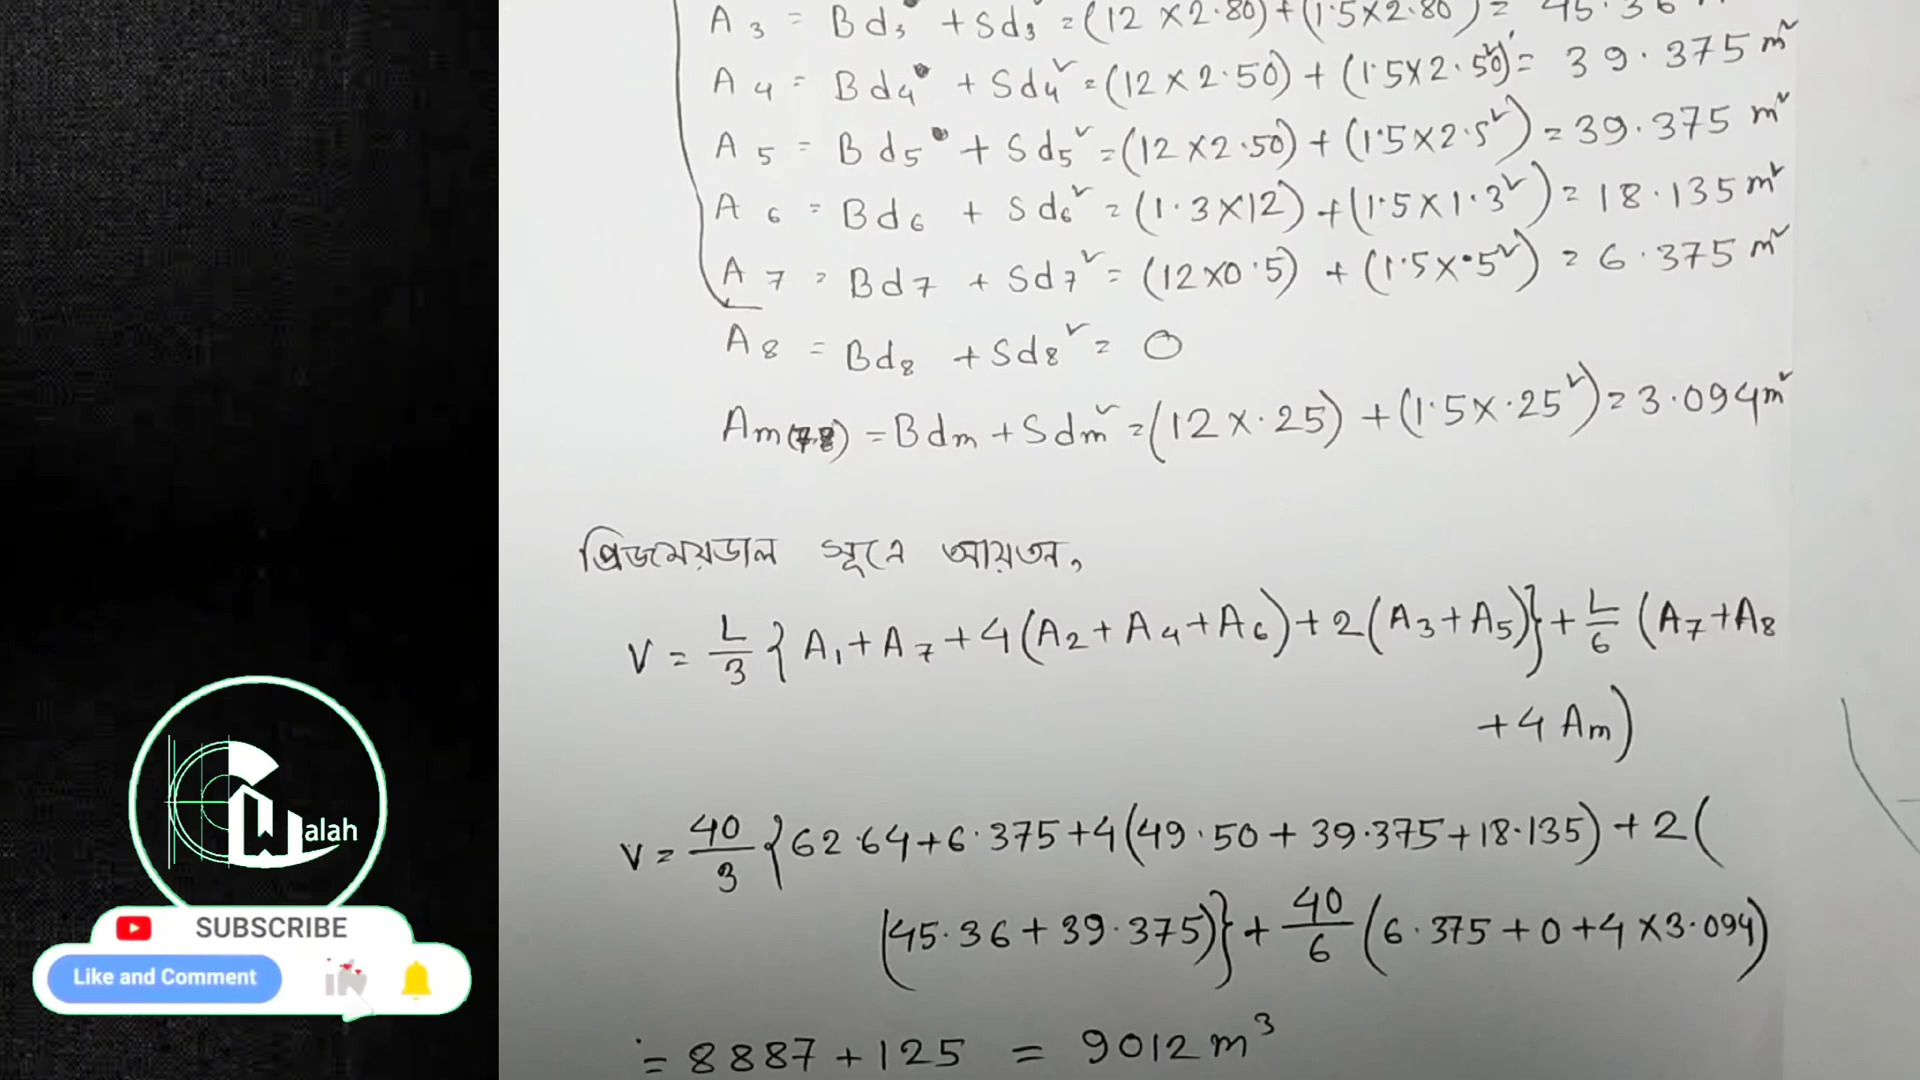 A3 = Bd3 + Sd3² = (12 × 2.80) + (1.5×2.80²) = 45.36 m²
A4 = Bd4 + Sd4² = (12 × 2.50) + (1.5×2.50²) = 39.375 m²
A5 = Bd5 + Sd5² = (12 ×2.50) + (1.5×2.5²) = 39.375 m²
A6 = Bd6 + Sd6² = (1.3×12) + (1.5×1.3²) = 18.135 m²
A7 = Bd7 + Sd7² = (12×0.5) + (1.5×.5²) = 6.375 m²
A8 = Bd8 + Sd8² = 0
Am(78) = Bdm + Sdm² = (12 ×.25) + (1.5×.25²) = 3.094 m²
প্রিজময়ডাল সূত্রে আয়তন,
V = L/3 {A1 + A7 + 4(A2 + A4 + A6) + 2(A3 + A5)} + L/6 (A7 + A8
+ 4 Am)
V = 40/3 {62.64 + 6.375 + 4(49.50 + 39.375 + 18.135) + 2(
(45.36 + 39.375)} + 40/6 (6.375 + 0 + 4 × 3.094)
= 8887 + 125 = 9012 m³
Walah
SUBSCRIBE
Like and Comment